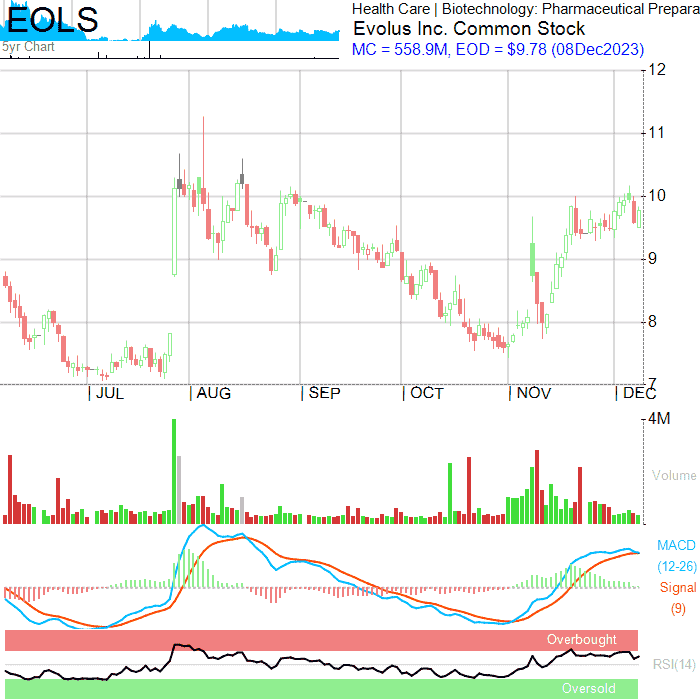 EOLS
5yr Chart
Health Care | Biotechnology: Pharmaceutical Prepara
Evolus Inc. Common Stock
MC = 558.9M, EOD = $9.78 (08Dec2023)
12
11
10
9
8
7
| JUL | AUG | SEP | OCT | NOV | DEC
4M
Volume
MACD
(12-26)
Signal
(9)
Overbought
RSI(14)
Oversold